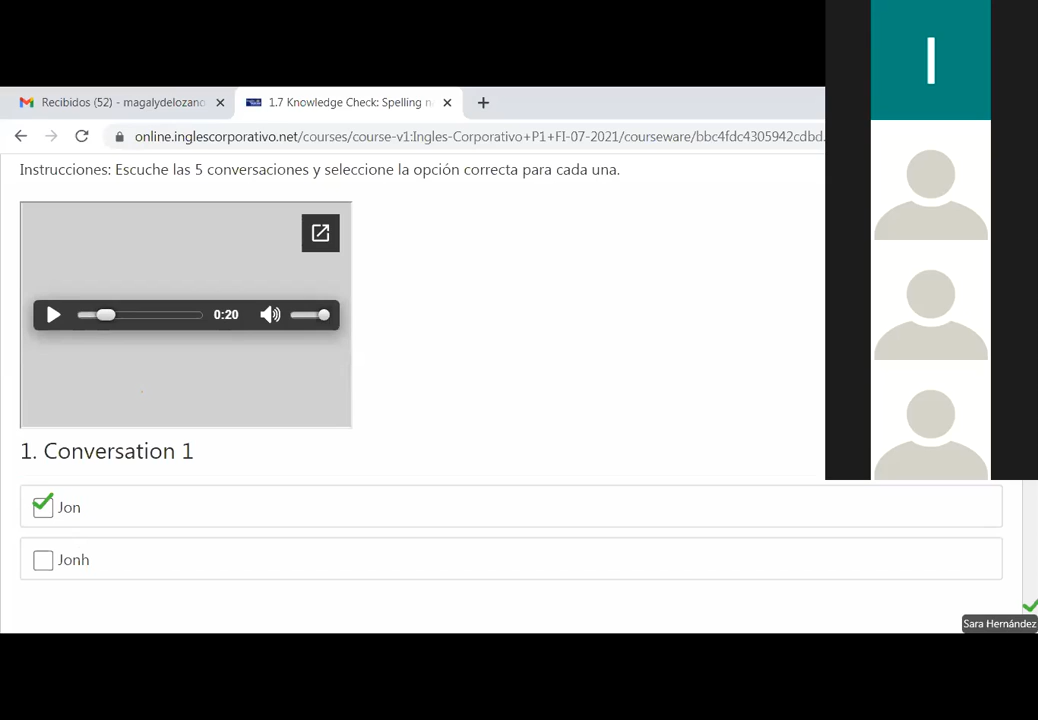 Recibidos (52) - magalydelozano
1.7 Knowledge Check: Spelling n
online.inglescorporativo.net/courses/course-v1:Ingles-Corporativo+P1+FI-07-2021/courseware/bbc4fdc4305942cdbd
Instrucciones: Escuche las 5 conversaciones y seleccione la opción correcta para cada una.
0:20
1. Conversation 1
Jon
Jonh
I
Sara Hernández